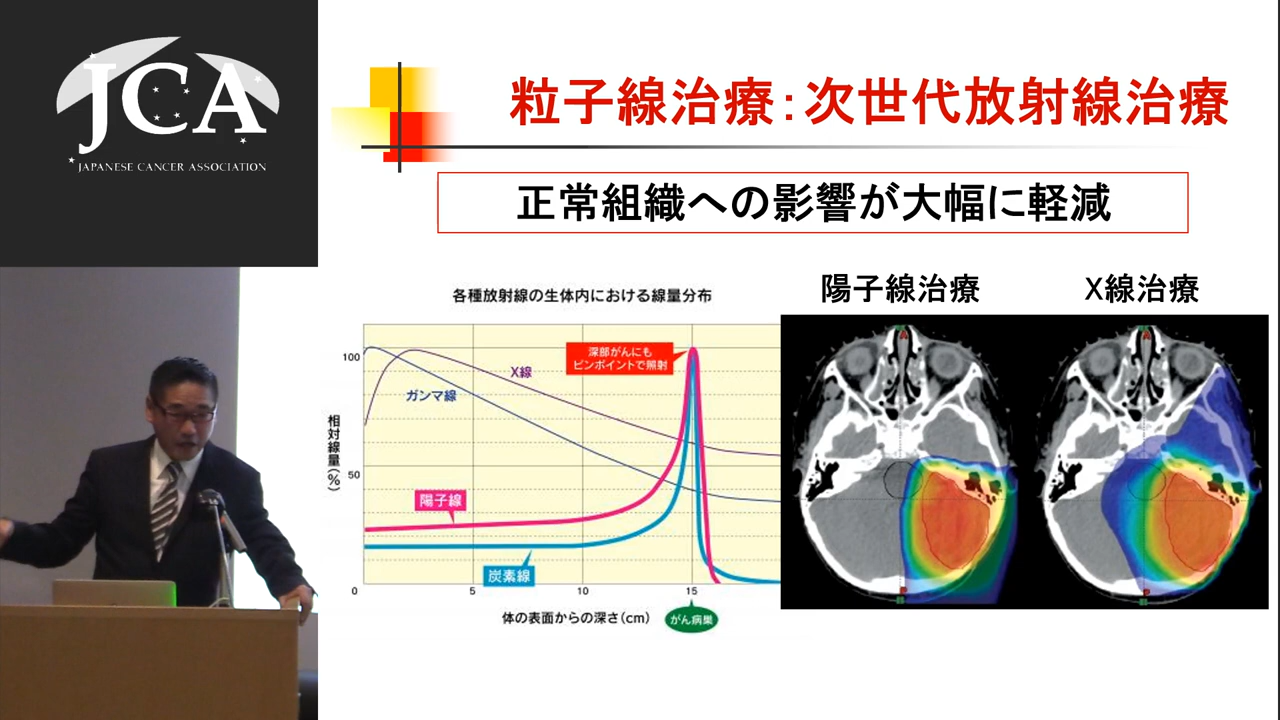 JCA
JAPANESE CANCER ASSOCIATION
粒子線治療：次世代放射線治療
正常組織への影響が大幅に軽減
陽子線治療
X線治療
各種放射線の生体内における線量分布
相対線量(%)
100
50
0
5
10
15
X線
ガンマ線
深部がんにも
ピンポイントで照射
陽子線
炭素線
体の表面からの深さ(cm)
がん病巣